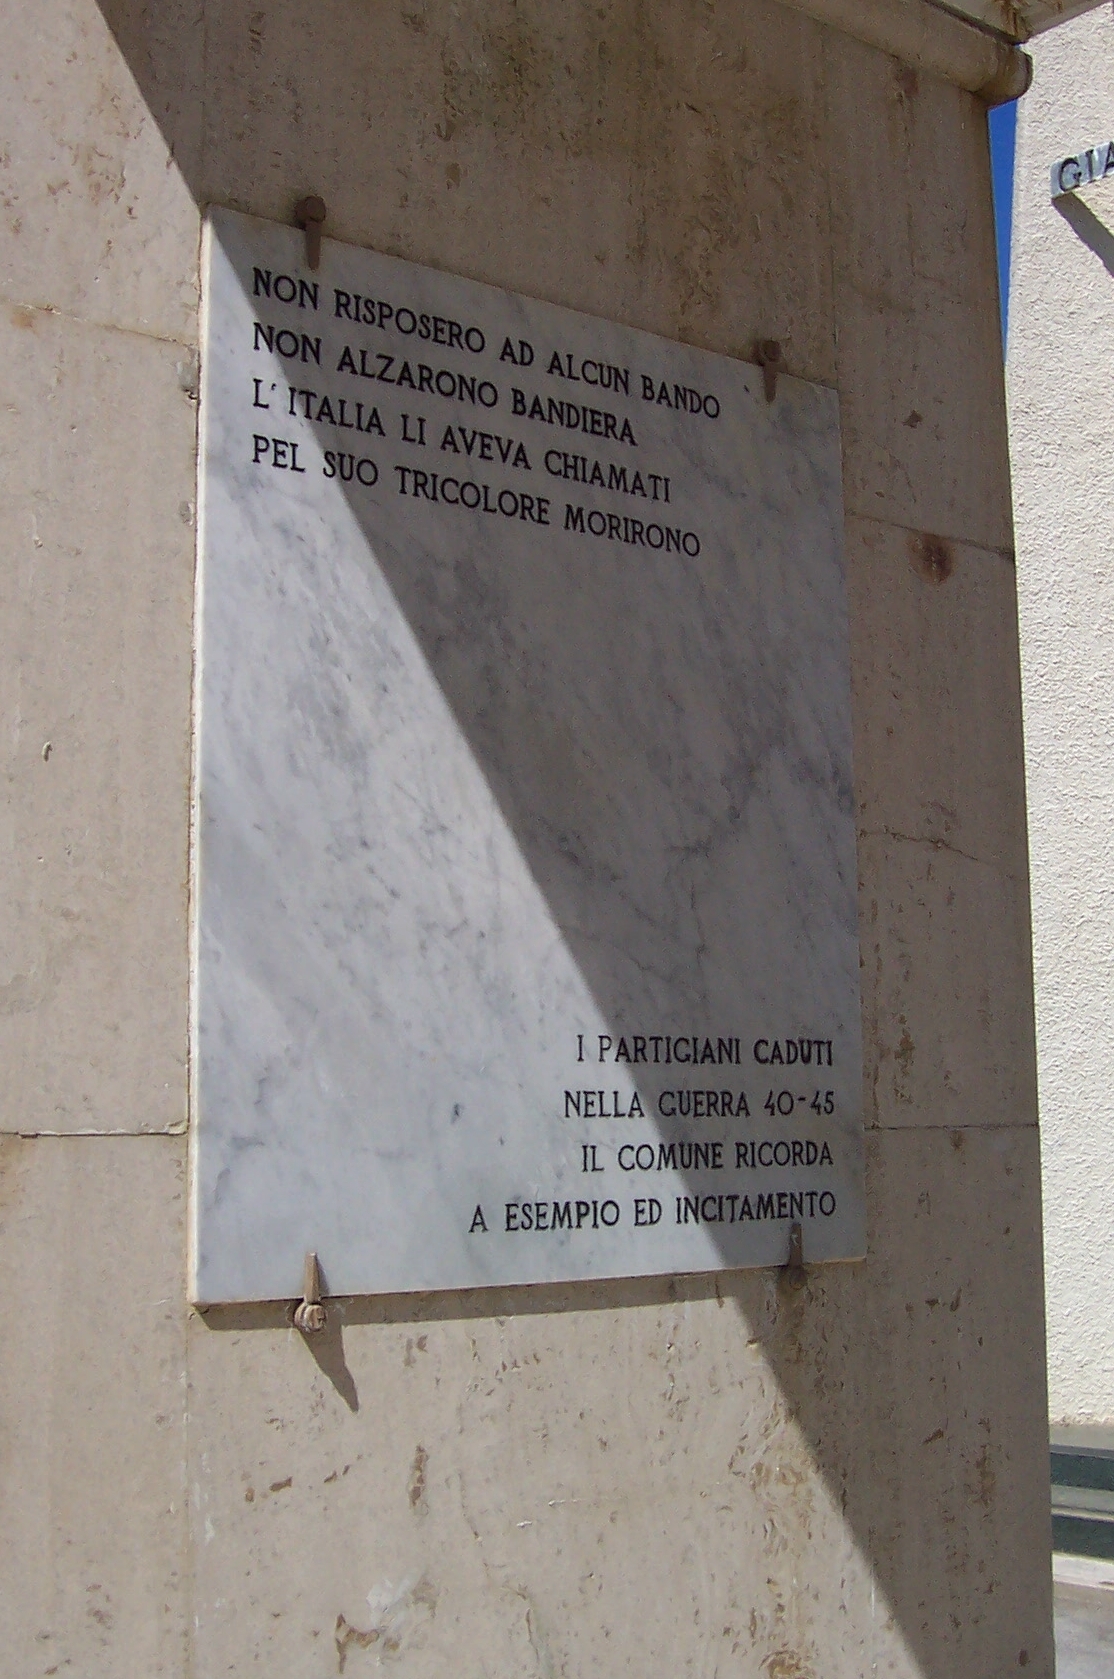 NON RISPOSERO AD ALCUN BANDO
NON ALZARONO BANDIERA
L' ITALIA LI AVEVA CHIAMATI
PEL SUO TRICOLORE MORIRONO
I PARTIGIANI CADUTI
NELLA GUERRA 40-45
IL COMUNE RICORDA
A ESEMPIO ED INCITAMENTO
GIA